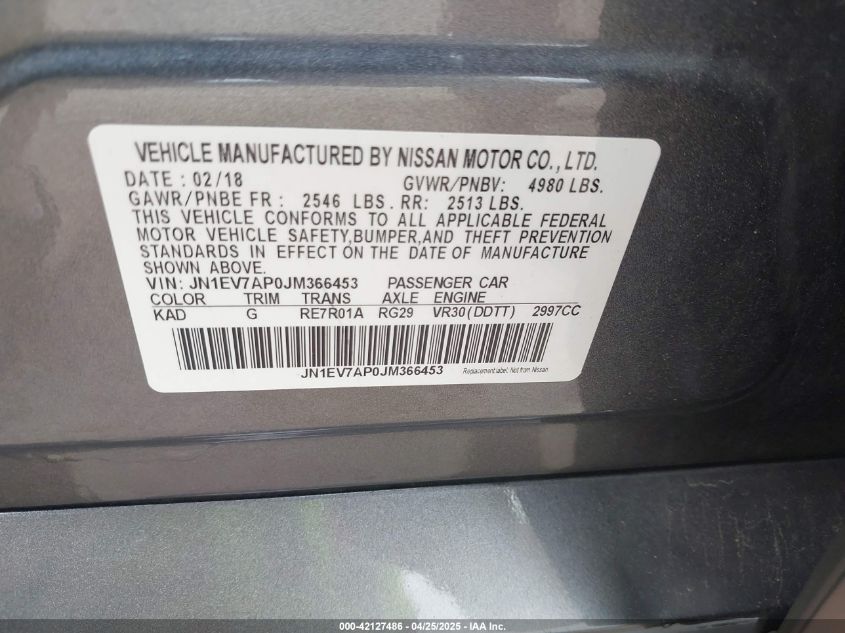 VEHICLE MANUFACTURED BY NISSAN MOTOR CO., LTD.
DATE : 02/18 GVWR/PNBV: 4980 LBS.
GAWR/PNBE FR : 2546 LBS. RR: 2513 LBS.
THIS VEHICLE CONFORMS TO ALL APPLICABLE FEDERAL
MOTOR VEHICLE SAFETY,BUMPER,AND THEFT PREVENTION
STANDARDS IN EFFECT ON THE DATE OF MANUFACTURE
SHOWN ABOVE.
VIN: JN1EV7AP0JM366453 PASSENGER CAR
COLOR TRIM TRANS AXLE ENGINE
KAD G RE7R01A RG29 VR30(DDTT) 2997CC
JN1EV7AP0JM366453 Replacement label. Not from Nissan
000-42127486 - 04/25/2025 - IAA Inc.